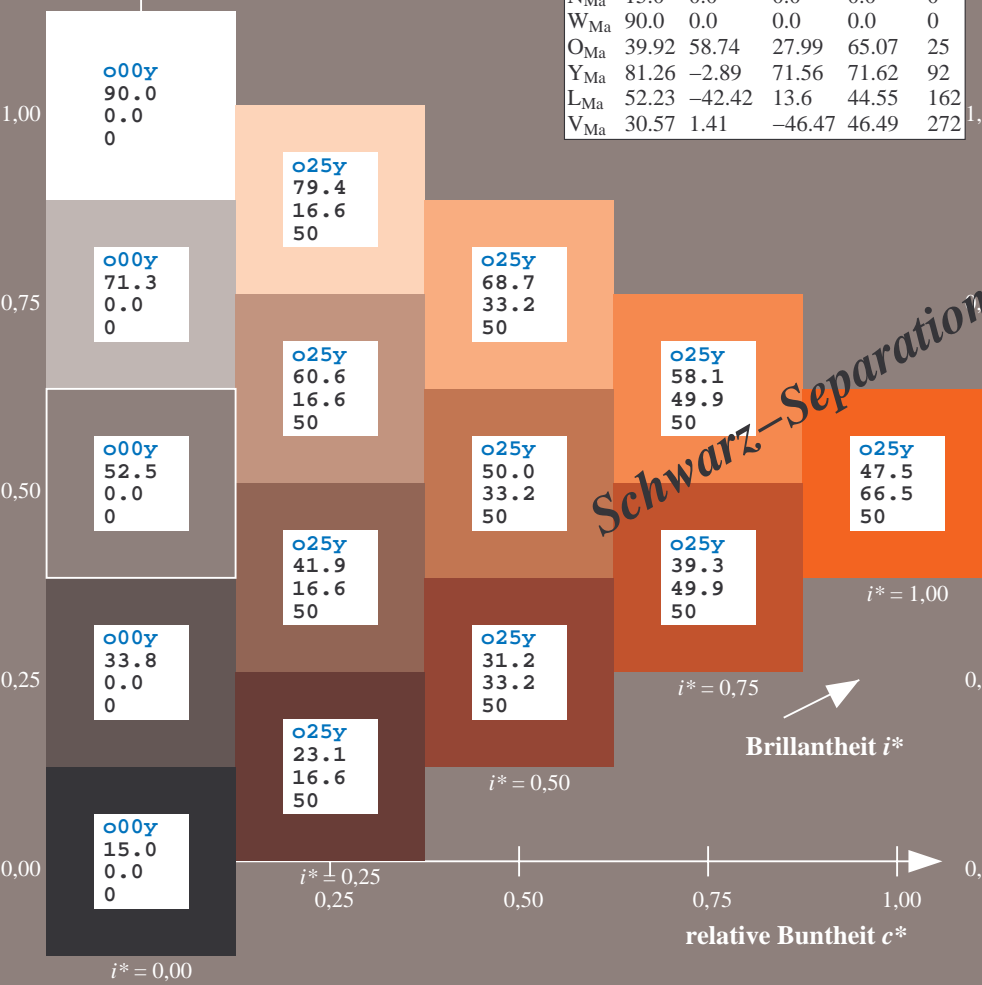 W Ma 90.0 0.0 0.0 0.0 0
O Ma 39.92 58.74 27.99 65.07 25
Y Ma 81.26 −2.89 71.56 71.62 92
L Ma 52.23 −42.42 13.6 44.55 162
V Ma 30.57 1.41 −46.47 46.49 272
1,00
0,75
0,50
0,25
0,00
o00y
90.0
0.0
0
o00y
71.3
0.0
0
o00y
52.5
0.0
0
o00y
33.8
0.0
0
o00y
15.0
0.0
0
i* = 0,00
o25y
79.4
16.6
50
o25y
60.6
16.6
50
o25y
41.9
16.6
50
o25y
23.1
16.6
50
i* = 0,25
o25y
68.7
33.2
50
o25y
50.0
33.2
50
o25y
31.2
33.2
50
i* = 0,50
o25y
58.1
49.9
50
o25y
39.3
49.9
50
i* = 0,75
o25y
47.5
66.5
50
i* = 1,00
Schwarz–Separation
Brillantheit i*
0,25 0,50 0,75 1,00
relative Buntheit c*